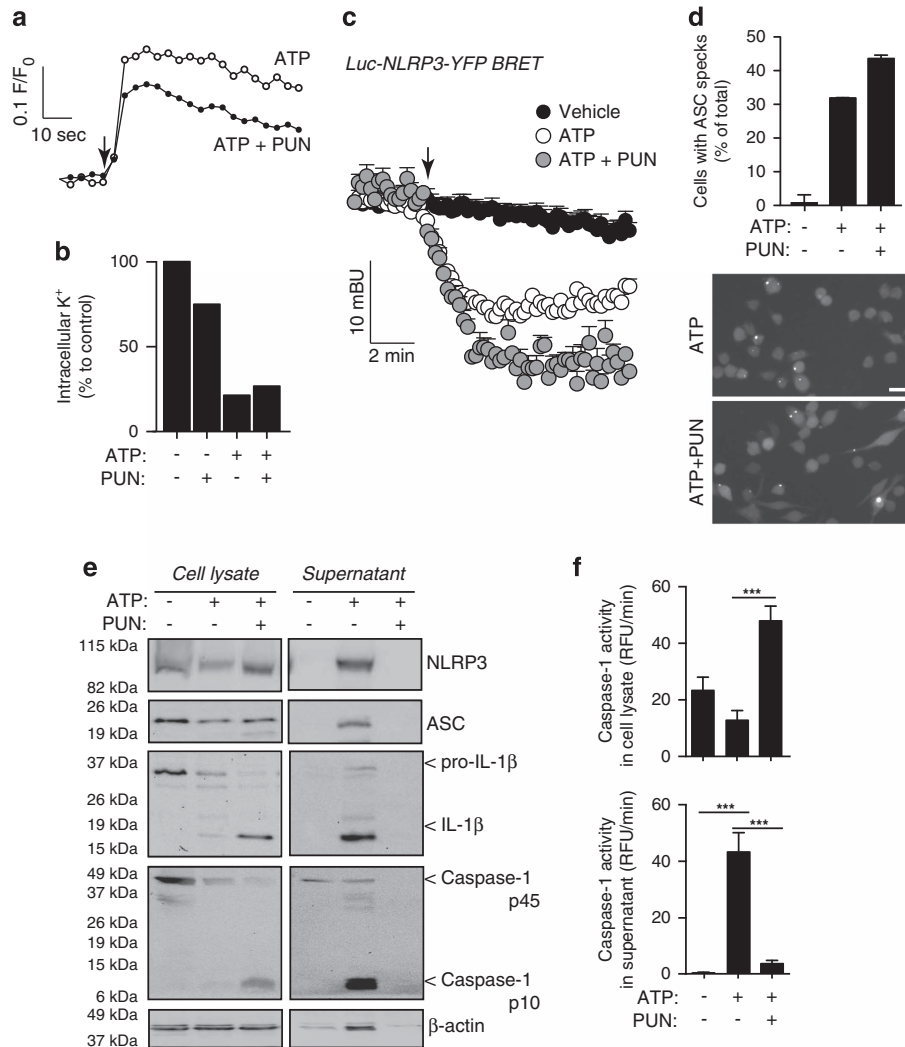 a
ATP
ATP + PUN
0.1 F/F0
10 sec
b
Intracellular K+
(% to control)
100
50
0
ATP: - - + +
PUN: - + - +
c
Luc-NLRP3-YFP BRET
Vehicle
ATP
ATP + PUN
10 mBU
2 min
d
Cells with ASC specks
(% of total)
50
40
30
20
10
0
ATP: - + +
PUN: - - +
ATP
ATP+PUN
e
Cell lysate Supernatant
ATP: - + + - + +
PUN: - - + - - +
115 kDa
82 kDa
NLRP3
26 kDa
19 kDa
ASC
37 kDa
26 kDa
19 kDa
15 kDa
< pro-IL-1β
< IL-1β
49 kDa
37 kDa
26 kDa
19 kDa
15 kDa
6 kDa
< Caspase-1
p45
< Caspase-1
p10
49 kDa
37 kDa
β-actin
f
Caspase-1 activity
in cell lysate (RFU/min)
60
40
20
0
***
Caspase-1 activity
in supernatant (RFU/min)
60
40
20
0
***
***
ATP: - + +
PUN: - - +